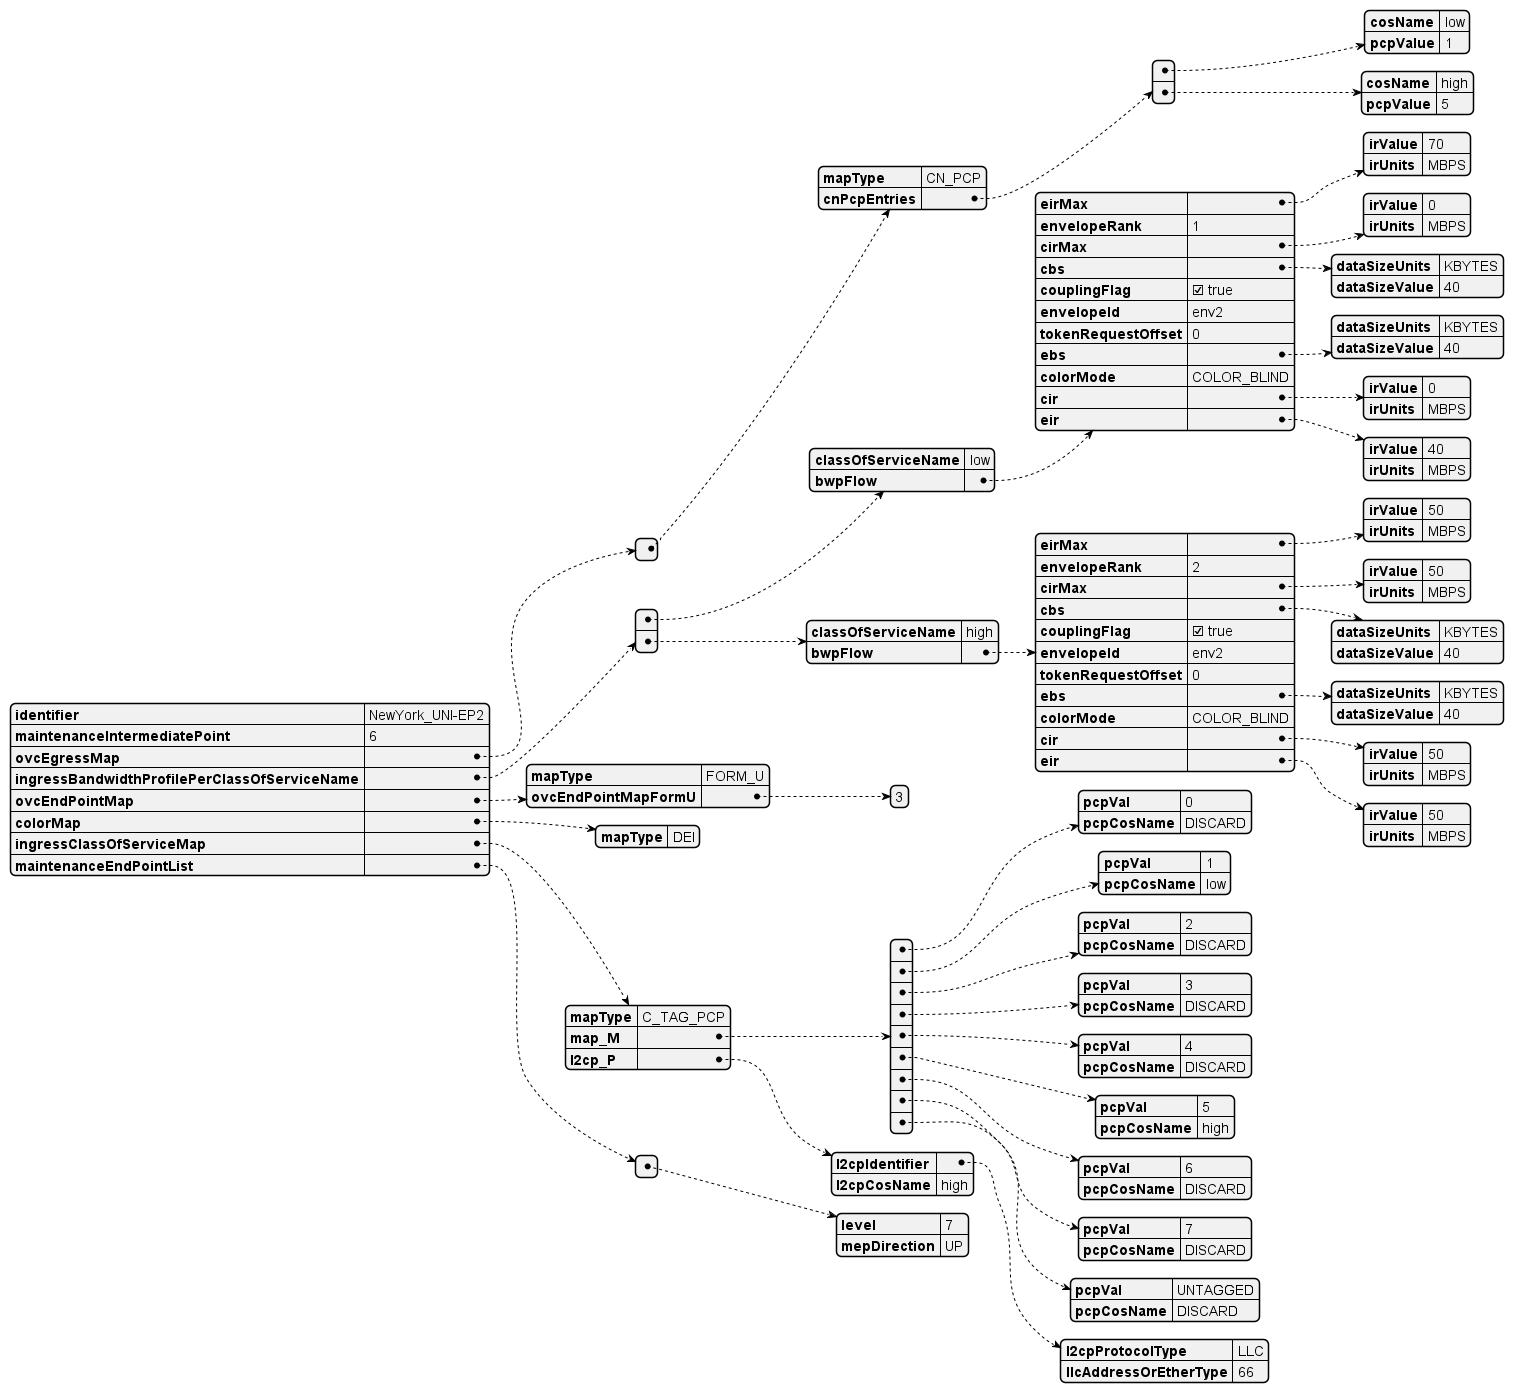 cosName low
pcpValue 1
cosName high
pcpValue 5
irValue 70
irUnits MBPS
mapType CN_PCP
cnPcpEntries
eirMax
envelopeRank 1
cirMax
cbs
couplingFlag ☑ true
envelopeId env2
tokenRequestOffset 0
ebs
colorMode COLOR_BLIND
cir
eir
irValue 0
irUnits MBPS
dataSizeUnits KBYTES
dataSizeValue 40
dataSizeUnits KBYTES
dataSizeValue 40
irValue 0
irUnits MBPS
irValue 40
irUnits MBPS
classOfServiceName low
bwpFlow
irValue 50
irUnits MBPS
eirMax
envelopeRank 2
cirMax
cbs
couplingFlag ☑ true
envelopeId env2
tokenRequestOffset 0
ebs
colorMode COLOR_BLIND
cir
eir
irValue 50
irUnits MBPS
classOfServiceName high
bwpFlow
dataSizeUnits KBYTES
dataSizeValue 40
dataSizeUnits KBYTES
dataSizeValue 40
irValue 50
irUnits MBPS
irValue 50
irUnits MBPS
identifier NewYork_UNI-EP2
maintenanceIntermediatePoint 6
ovcEgressMap
ingressBandwidthProfilePerClassOfServiceName
ovcEndPointMap
colorMap
ingressClassOfServiceMap
maintenanceEndPointList
mapType FORM_U
ovcEndPointMapFormU
3
mapType DEI
pcpVal 0
pcpCosName DISCARD
pcpVal 1
pcpCosName low
pcpVal 2
pcpCosName DISCARD
pcpVal 3
pcpCosName DISCARD
mapType C_TAG_PCP
map_M
l2cp_P
pcpVal 4
pcpCosName DISCARD
pcpVal 5
pcpCosName high
l2cpIdentifier
l2cpCosName high
pcpVal 6
pcpCosName DISCARD
level 7
mepDirection UP
pcpVal 7
pcpCosName DISCARD
pcpVal UNTAGGED
pcpCosName DISCARD
l2cpProtocolType LLC
llcAddressOrEtherType 66